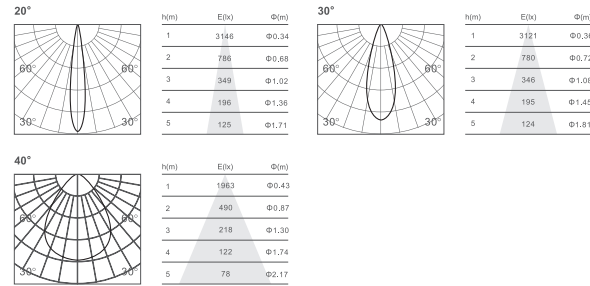 20°
h(m) E(lx) Φ(m)
1 3146 Φ0.34
2 786 Φ0.68
60° 60°
3 349 Φ1.02
4 196 Φ1.36
30° 30°
5 125 Φ1.71
30°
h(m) E(lx) Φ(m)
1 3121 Φ0.36
2 780 Φ0.72
60° 60°
3 346 Φ1.08
4 195 Φ1.45
30° 30°
5 124 Φ1.81
40°
h(m) E(lx) Φ(m)
1 1963 Φ0.43
2 490 Φ0.87
60° 60°
3 218 Φ1.30
4 122 Φ1.74
30° 30°
5 78 Φ2.17